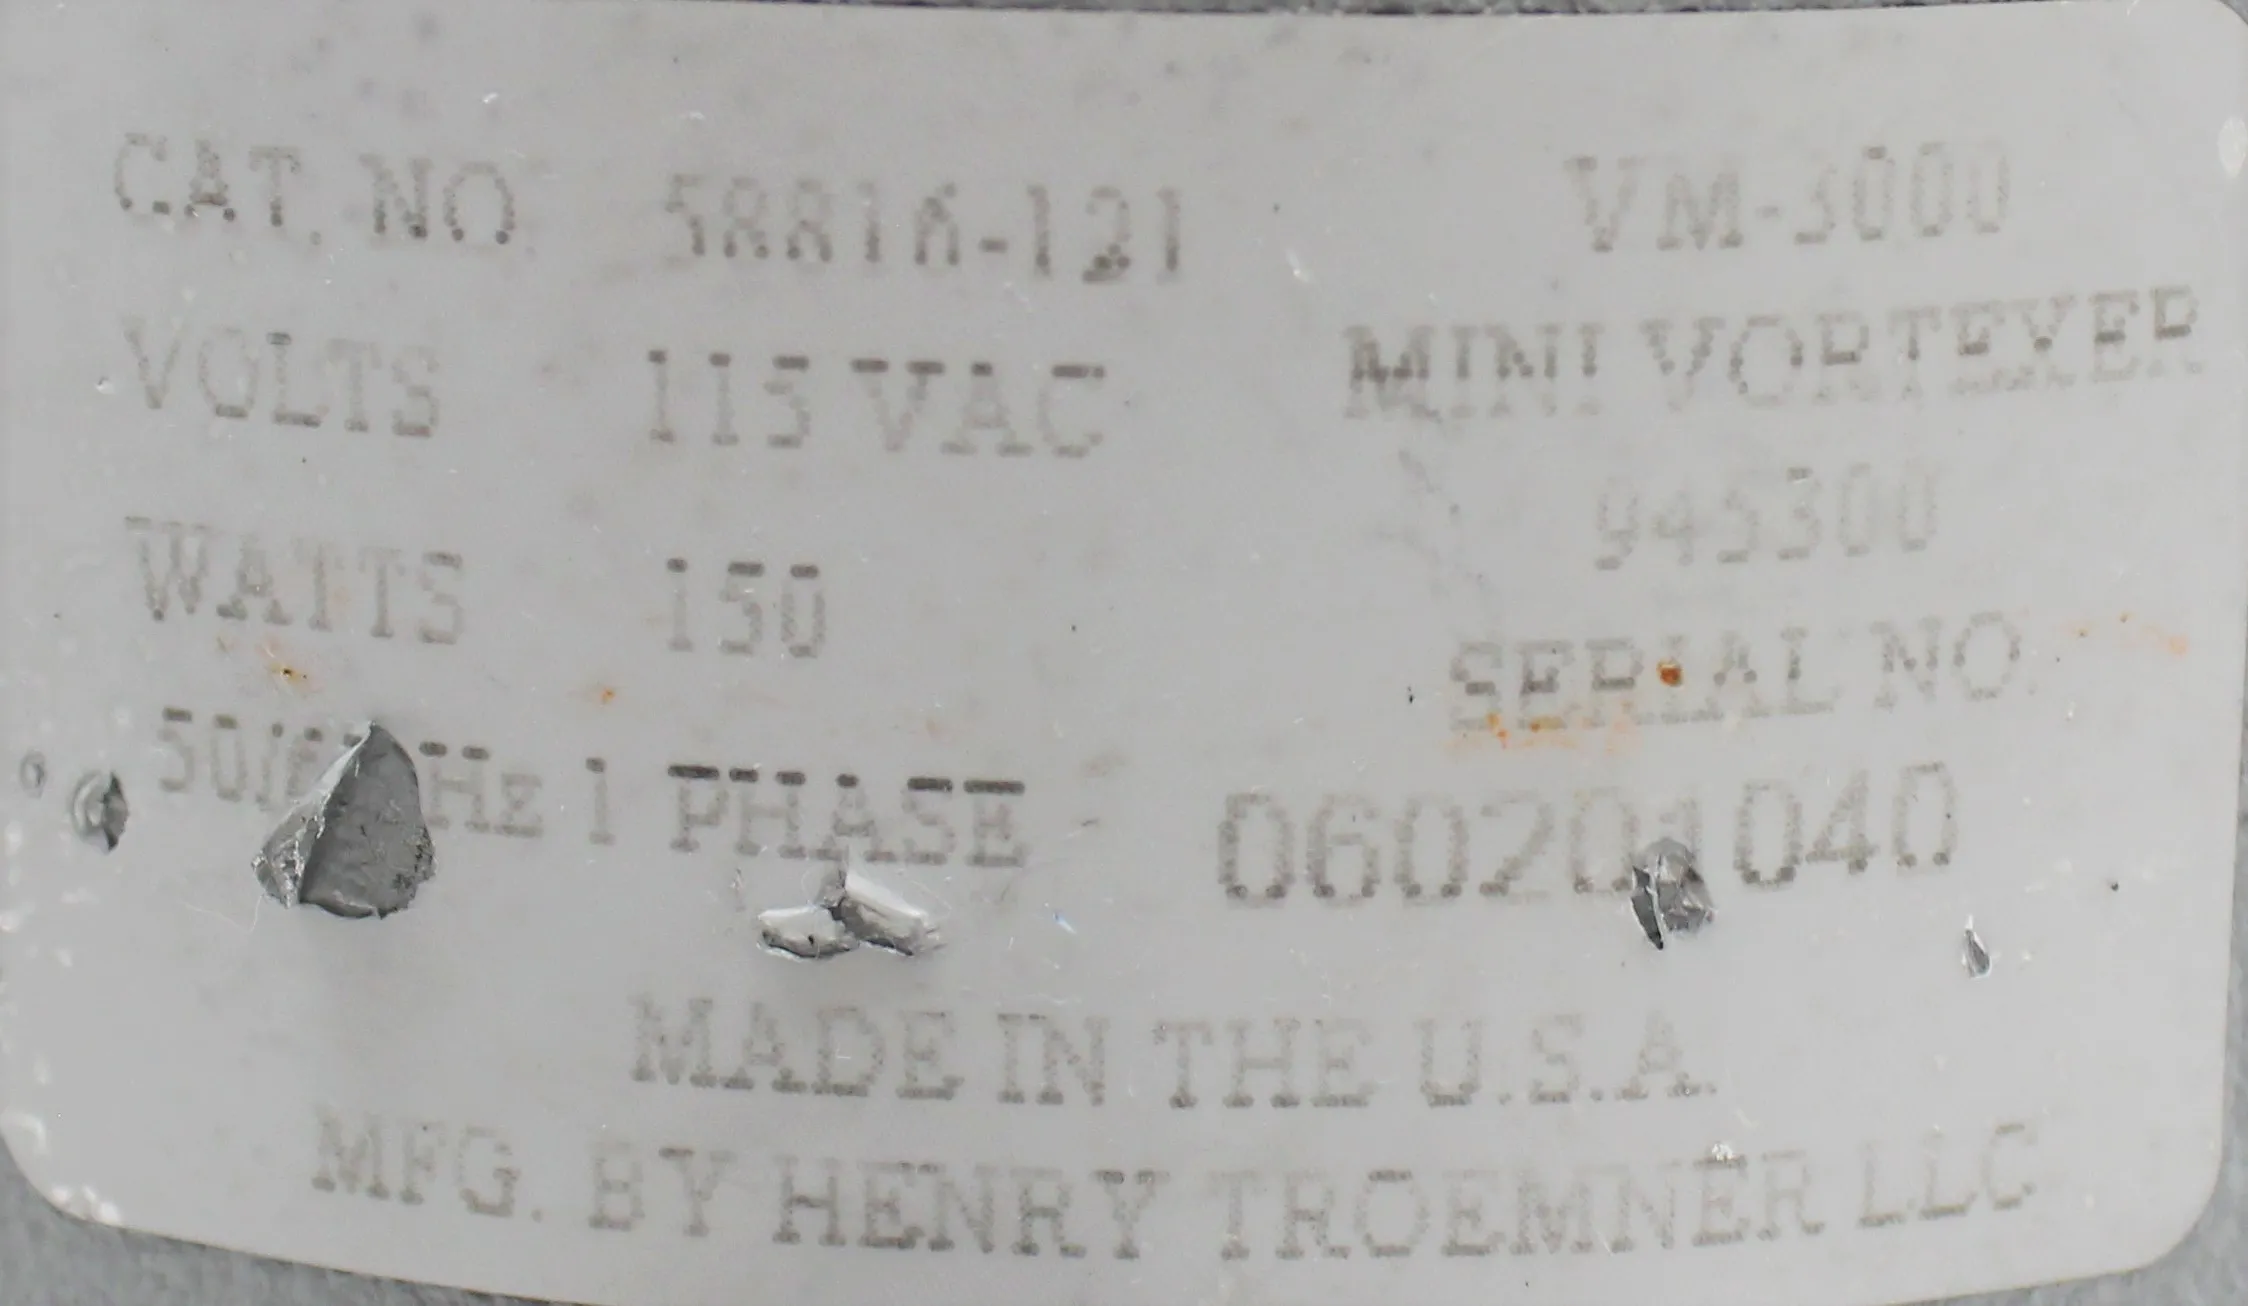 CAT. NO. 58816-121
VOLTS 115 VAC
WATTS 150
Hz 1 PHASE
VM-3000
MINI VORTEXER
945300
SERIAL NO.
060201040
MADE IN THE U.S.A.
MFG. BY HENRY TROEMNER LLC